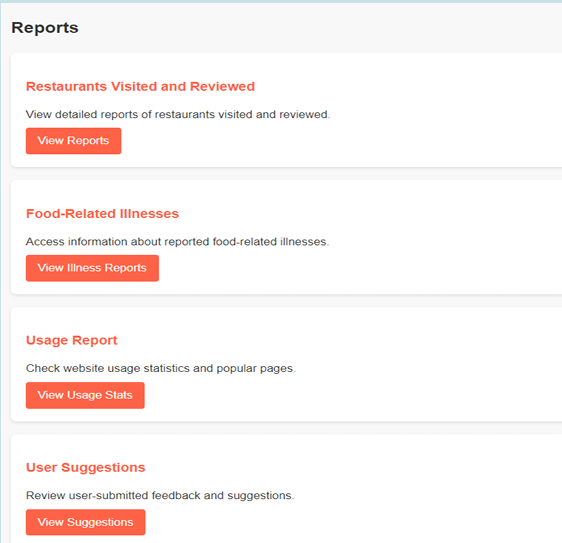 Reports
Restaurants Visited and Reviewed
View detailed reports of restaurants visited and reviewed.
View Reports
Food-Related Illnesses
Access information about reported food-related illnesses.
View Illness Reports
Usage Report
Check website usage statistics and popular pages.
View Usage Stats
User Suggestions
Review user-submitted feedback and suggestions.
View Suggestions